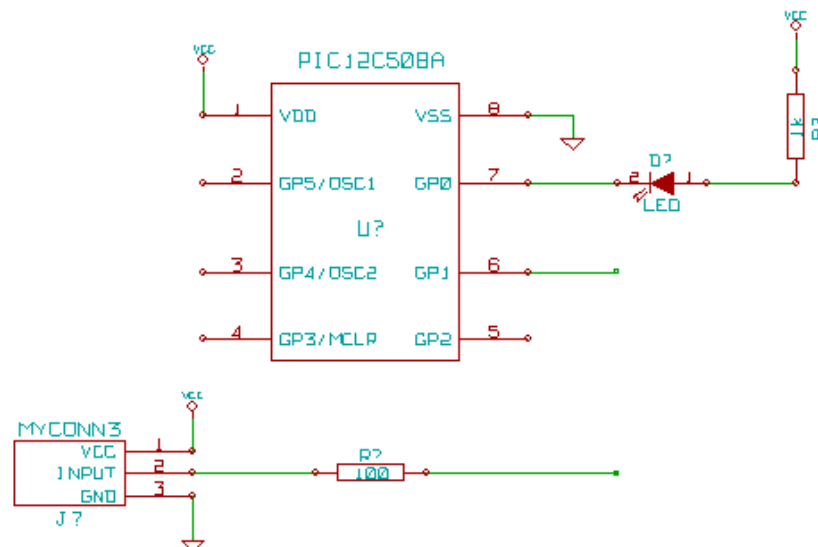 VCC
VCC
PIC12C508A
1 VDD VSS 8
2 GP5/OSC1 GP0 7
U?
3 GP4/OSC2 GP1 6
4 GP3/MCLR GP2 5
D?
2 1
LED
1k
R?
VCC
MYCONN3
VCC 1
INPUT 2
GND 3
J?
R?
100